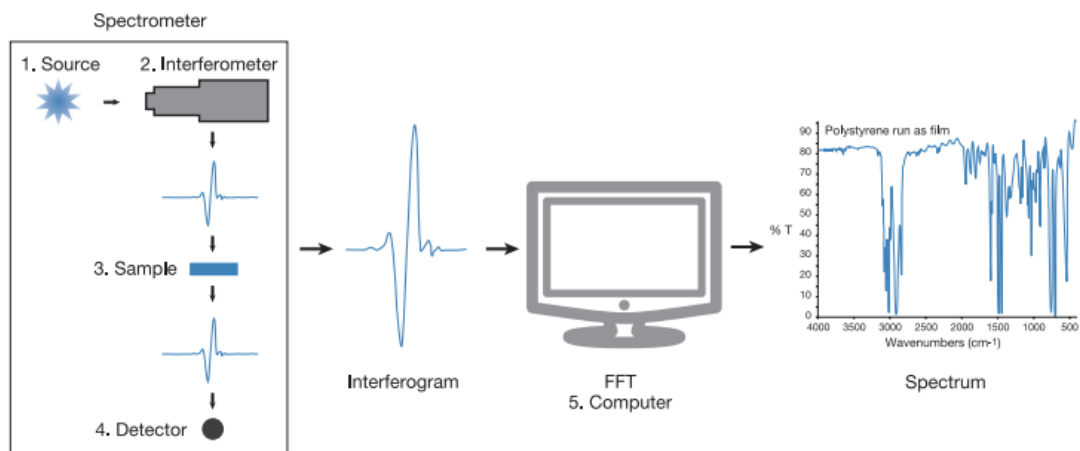 Spectrometer
1. Source
2. Interferometer
3. Sample
4. Detector
Interferogram
FFT
5. Computer
Polystyrene run as film
90
80
70
60
50
40
30
20
10
0
% T
4000 3500 3000 2500 2000 1500 1000 500
Wavenumbers (cm-1)
Spectrum